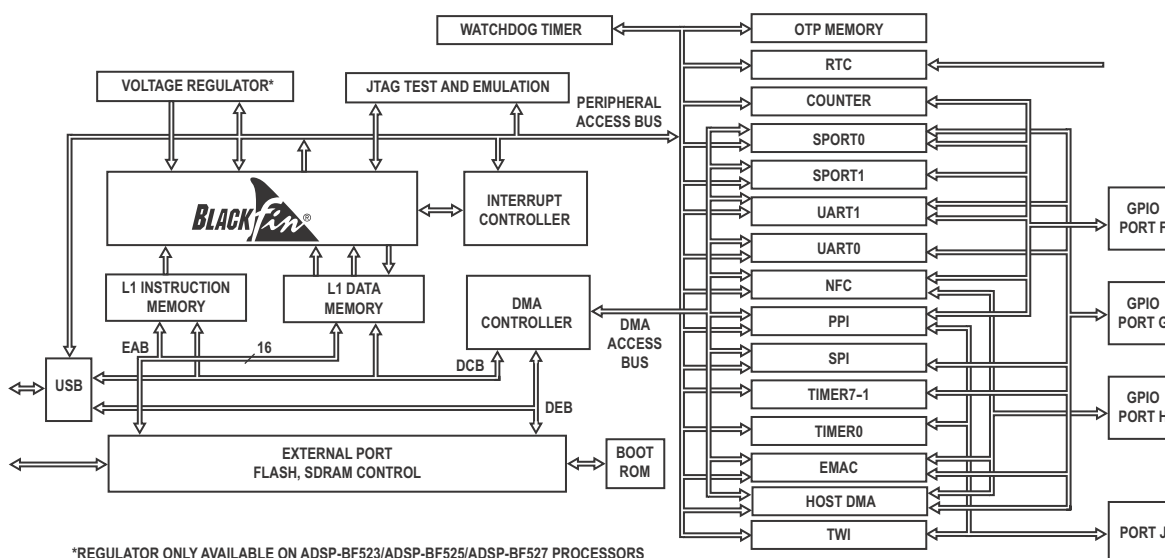 WATCHDOG TIMER
OTP MEMORY
RTC
VOLTAGE REGULATOR*
JTAG TEST AND EMULATION
COUNTER
PERIPHERAL
ACCESS BUS
SPORT0
SPORT1
BLACKfin®
INTERRUPT
CONTROLLER
UART1
GPIO
PORT F
UART0
L1 INSTRUCTION
MEMORY
L1 DATA
MEMORY
DMA
CONTROLLER
NFC
GPIO
PORT G
DMA
ACCESS
BUS
PPI
EAB
16
DCB
SPI
USB
TIMER7-1
GPIO
PORT H
DEB
TIMER0
EXTERNAL PORT
FLASH, SDRAM CONTROL
BOOT
ROM
EMAC
HOST DMA
TWI
PORT J
*REGULATOR ONLY AVAILABLE ON ADSP-BF523/ADSP-BF525/ADSP-BF527 PROCESSORS